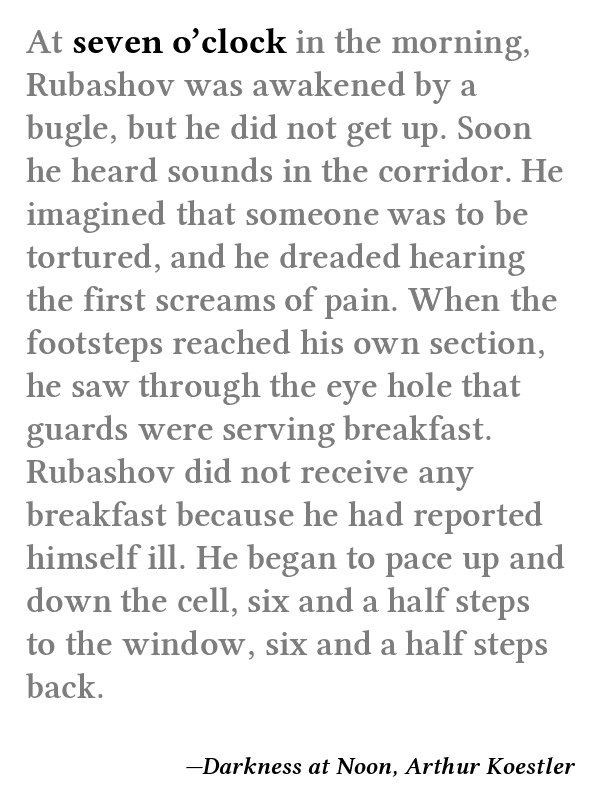 At seven o’clock in the morning,
Rubashov was awakened by a
bugle, but he did not get up. Soon
he heard sounds in the corridor. He
imagined that someone was to be
tortured, and he dreaded hearing
the first screams of pain. When the
footsteps reached his own section,
he saw through the eye hole that
guards were serving breakfast.
Rubashov did not receive any
breakfast because he had reported
himself ill. He began to pace up and
down the cell, six and a half steps
to the window, six and a half steps
back.
—Darkness at Noon, Arthur Koestler